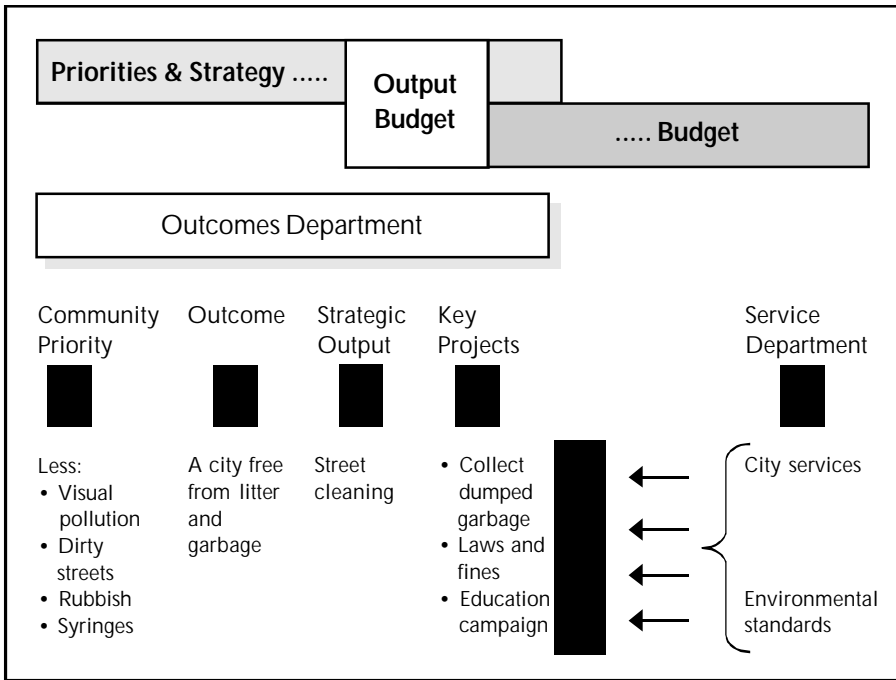 Priorities & Strategy .....
Output
Budget
..... Budget
Outcomes Department
Community
Priority
Outcome
Strategic
Output
Key
Projects
Service
Department
Less:
• Visual
pollution
• Dirty
streets
• Rubbish
• Syringes
A city free
from litter
and
garbage
Street
cleaning
• Collect
dumped
garbage
• Laws and
fines
• Education
campaign
City services
Environmental
standards